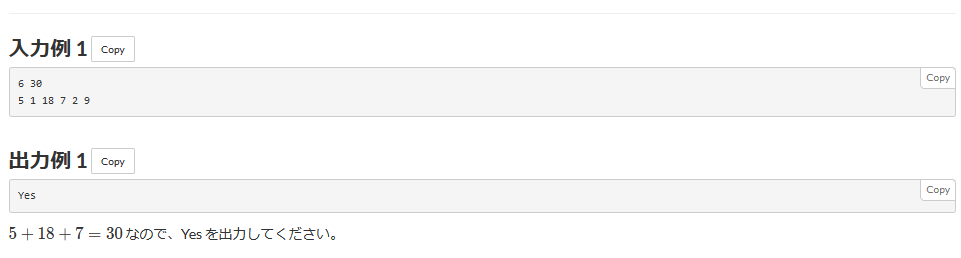 入力例 1 Copy
Copy
6 30
5 1 18 7 2 9
出力例 1 Copy
Copy
Yes
5 + 18 + 7 = 30 なので、Yes を出力してください。